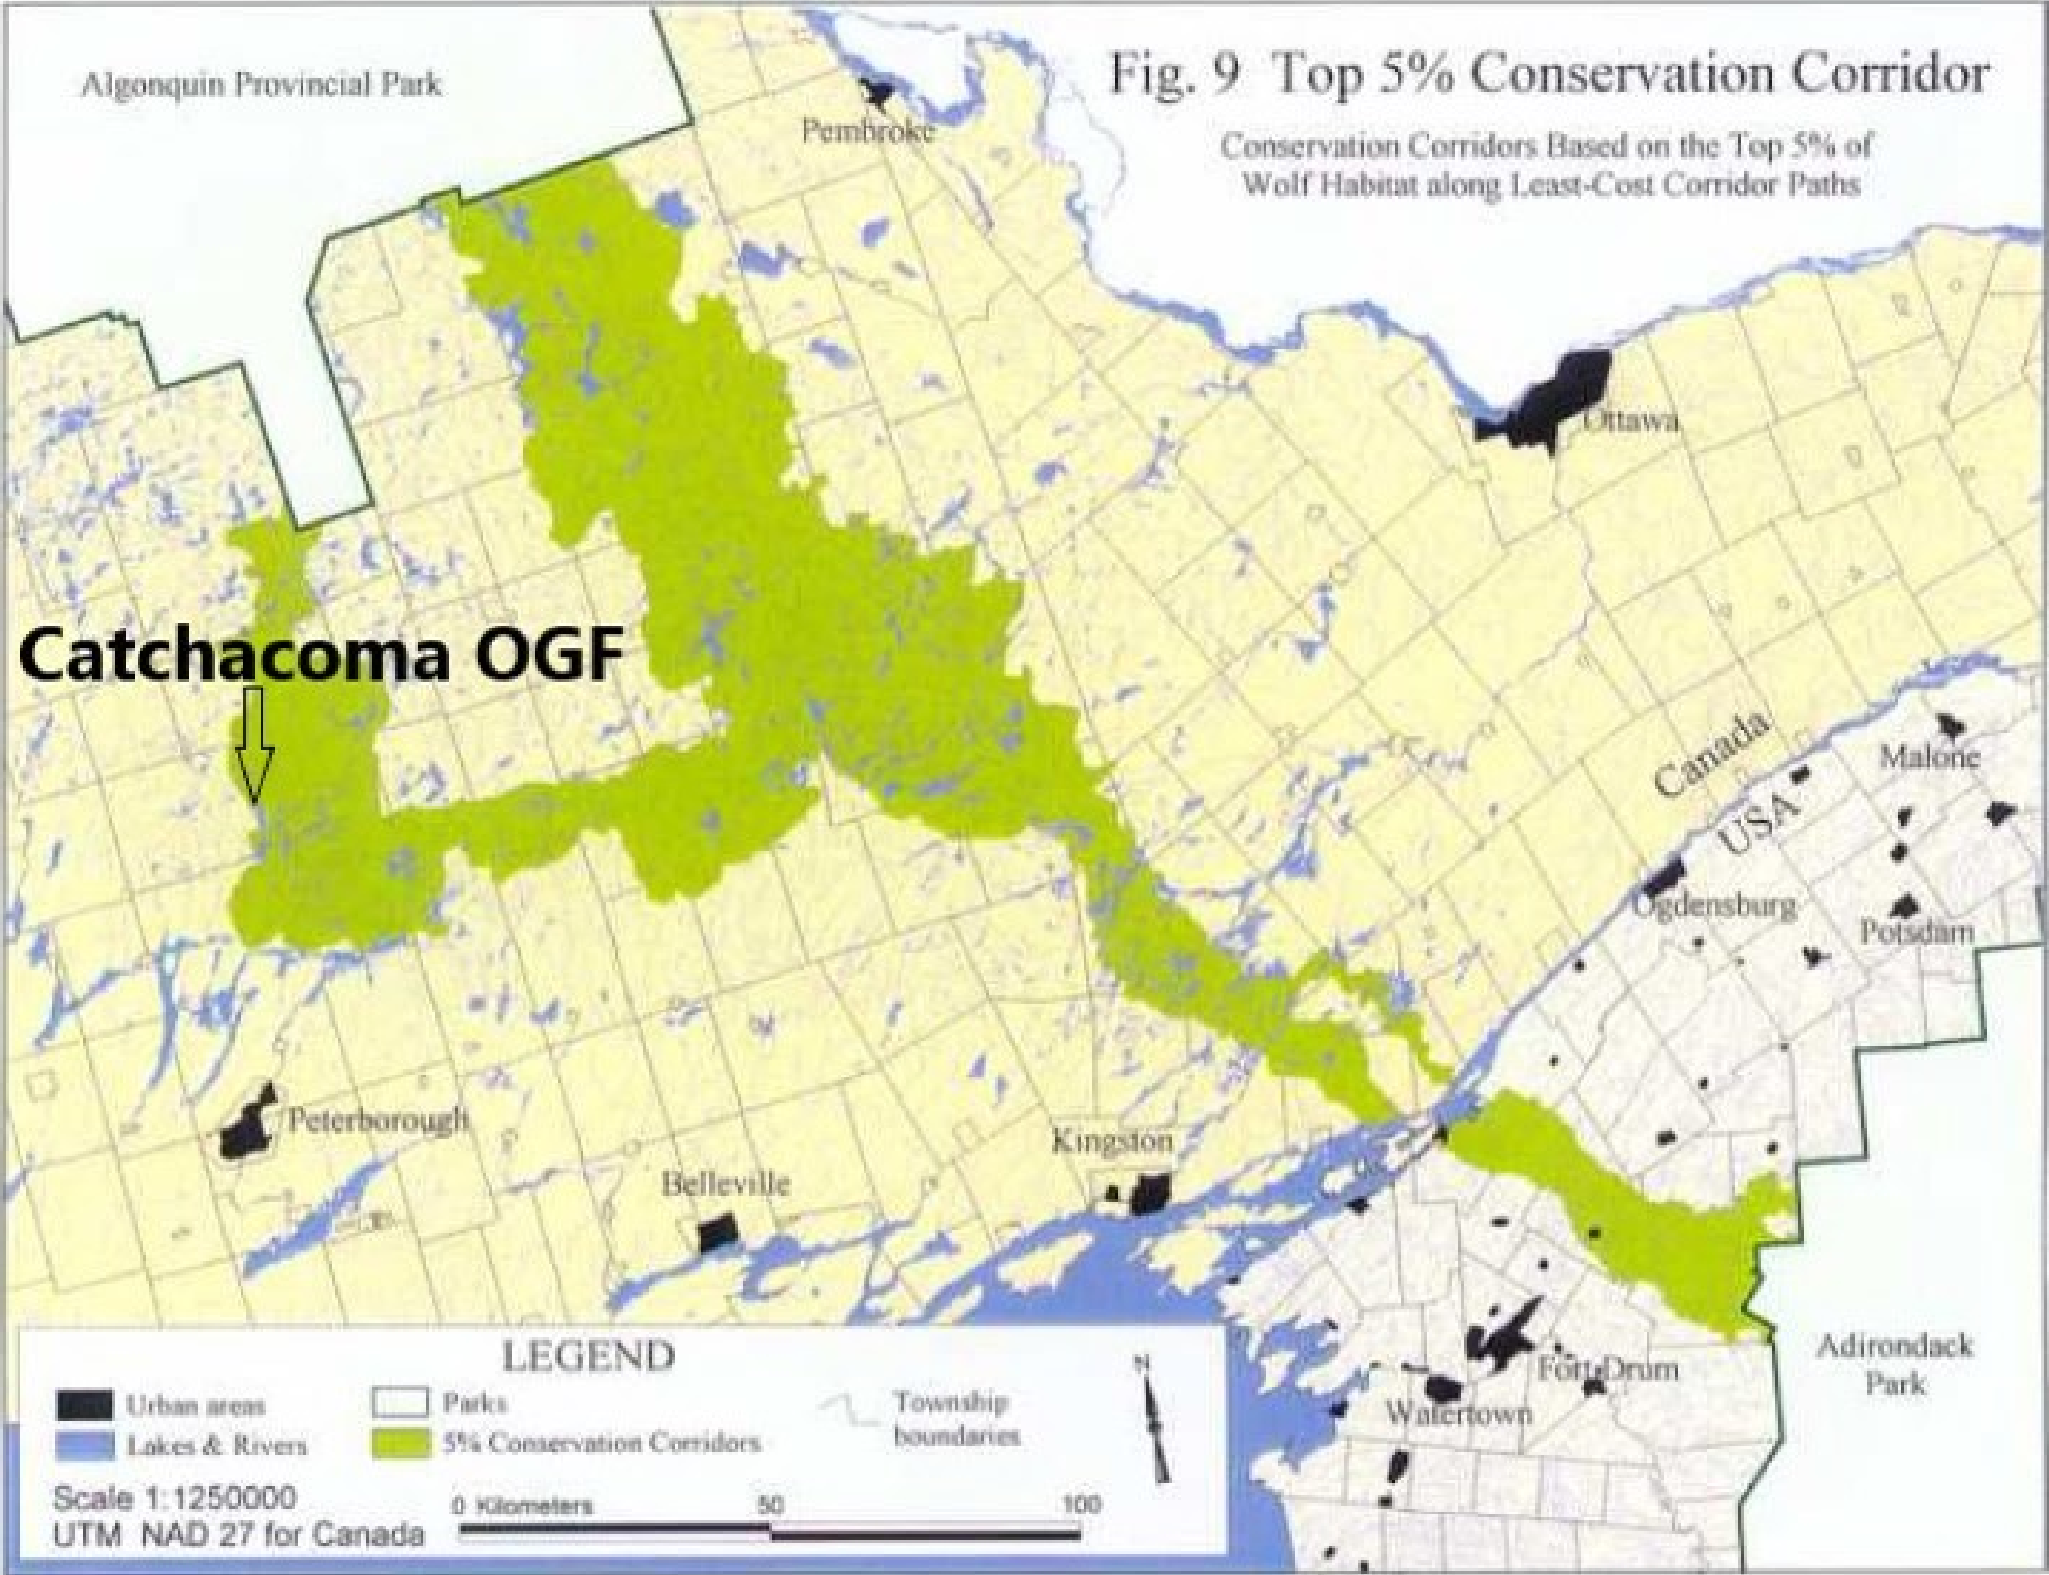 Algonquin Provincial Park
Fig. 9 Top 5% Conservation Corridor
Conservation Corridors Based on the Top 5% of
Wolf Habitat along Least-Cost Corridor Paths
Pembroke
Ottawa
Catchacoma OGF
Canada
USA
Malone
Ogdensburg
Potsdam
Peterborough
Kingston
Belleville
Adirondack
Park
Fort Drum
Watertown
LEGEND
Urban areas
Parks
Township
boundaries
Lakes & Rivers
5% Conservation Corridors
N
Scale 1:1250000
0 Kilometers 50 100
UTM NAD 27 for Canada